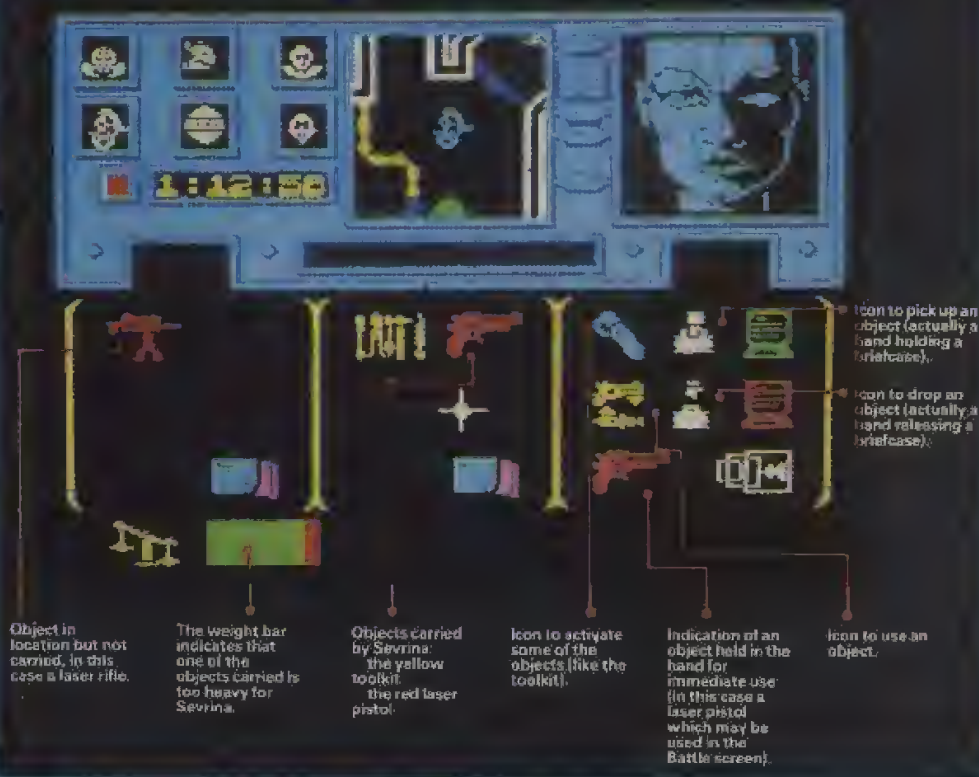 1:12:58
Icon to pick up an
object (actually a
hand holding a
briefcase).
Icon to drop an
object (actually a
hand releasing a
briefcase).
Object in
location but not
carried, in this
case a laser rifle.
The weight bar
indicates that
one of the
objects carried is
too heavy for
Sevrina.
Objects carried
by Sevrina:
the yellow
toolkit
the red laser
pistol.
Icon to activate
some of the
objects (like the
toolkit).
Indication of an
object held in the
hand for
immediate use
(in this case a
laser pistol
which may be
used in the
Battle screen).
Icon to use an
object.